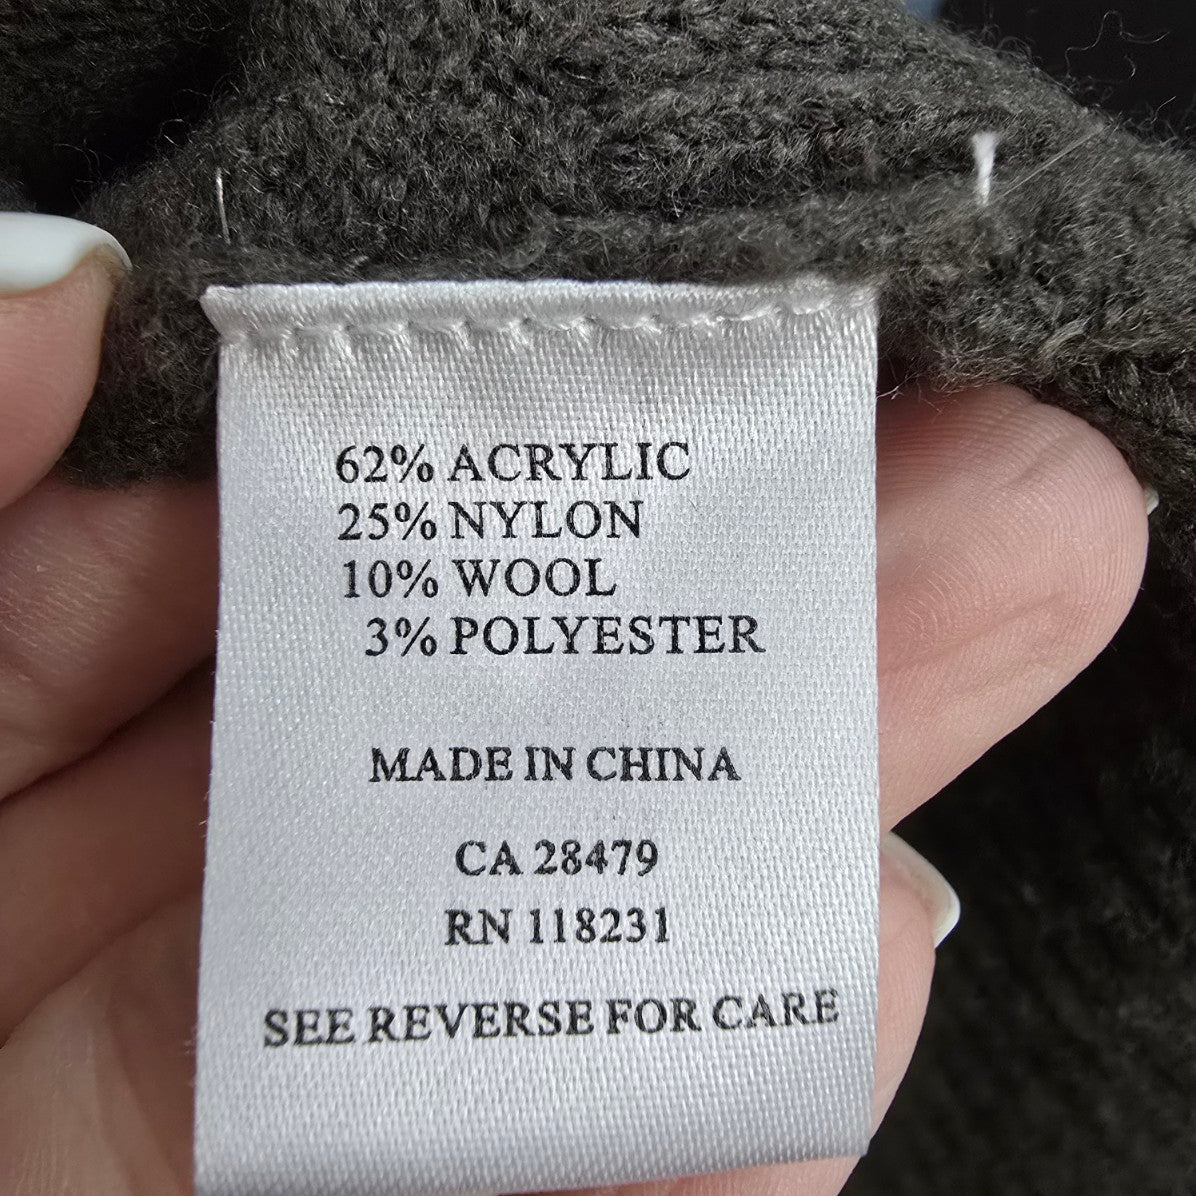 62% ACRYLIC
25% NYLON
10% WOOL
3% POLYESTER
MADE IN CHINA
CA 28479
RN 118231
SEE REVERSE FOR CARE